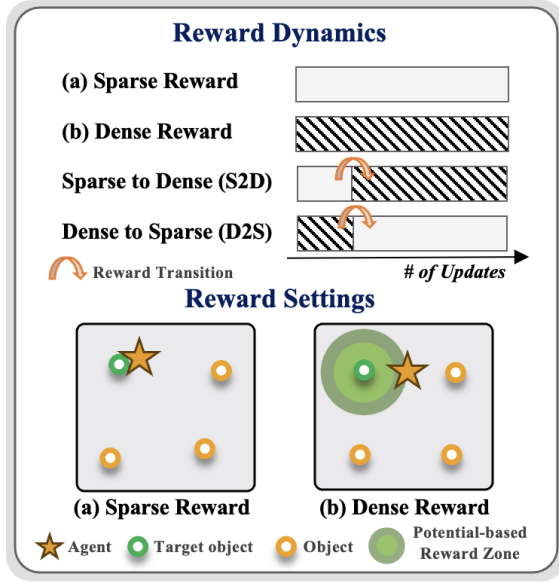 Reward Dynamics
(a) Sparse Reward
(b) Dense Reward
Sparse to Dense (S2D)
Dense to Sparse (D2S)
Reward Transition
# of Updates
Reward Settings
(a) Sparse Reward
(b) Dense Reward
Agent
Target object
Object
Potential-based
Reward Zone